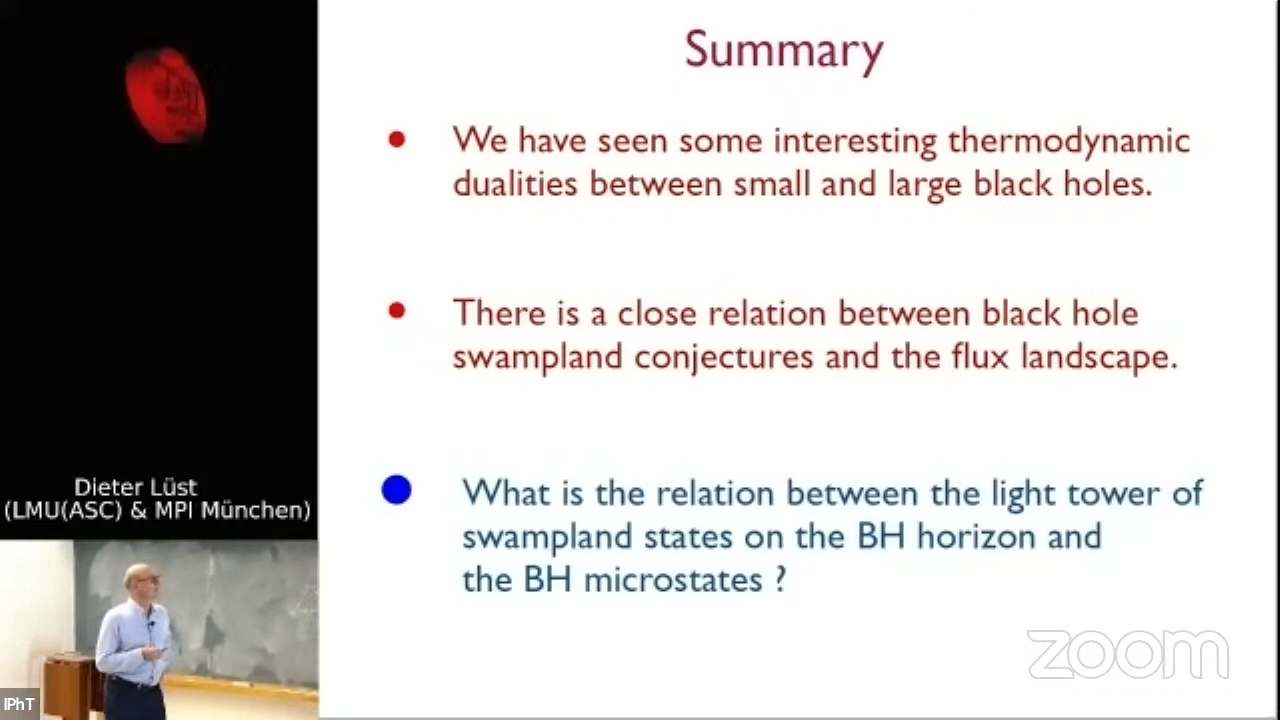 Summary
We have seen some interesting thermodynamic
dualities between small and large black holes.
There is a close relation between black hole
swampland conjectures and the flux landscape.
What is the relation between the light tower of
swampland states on the BH horizon and
the BH microstates ?
Dieter Lüst
(LMU(ASC) & MPI München)
IPhT
zoom